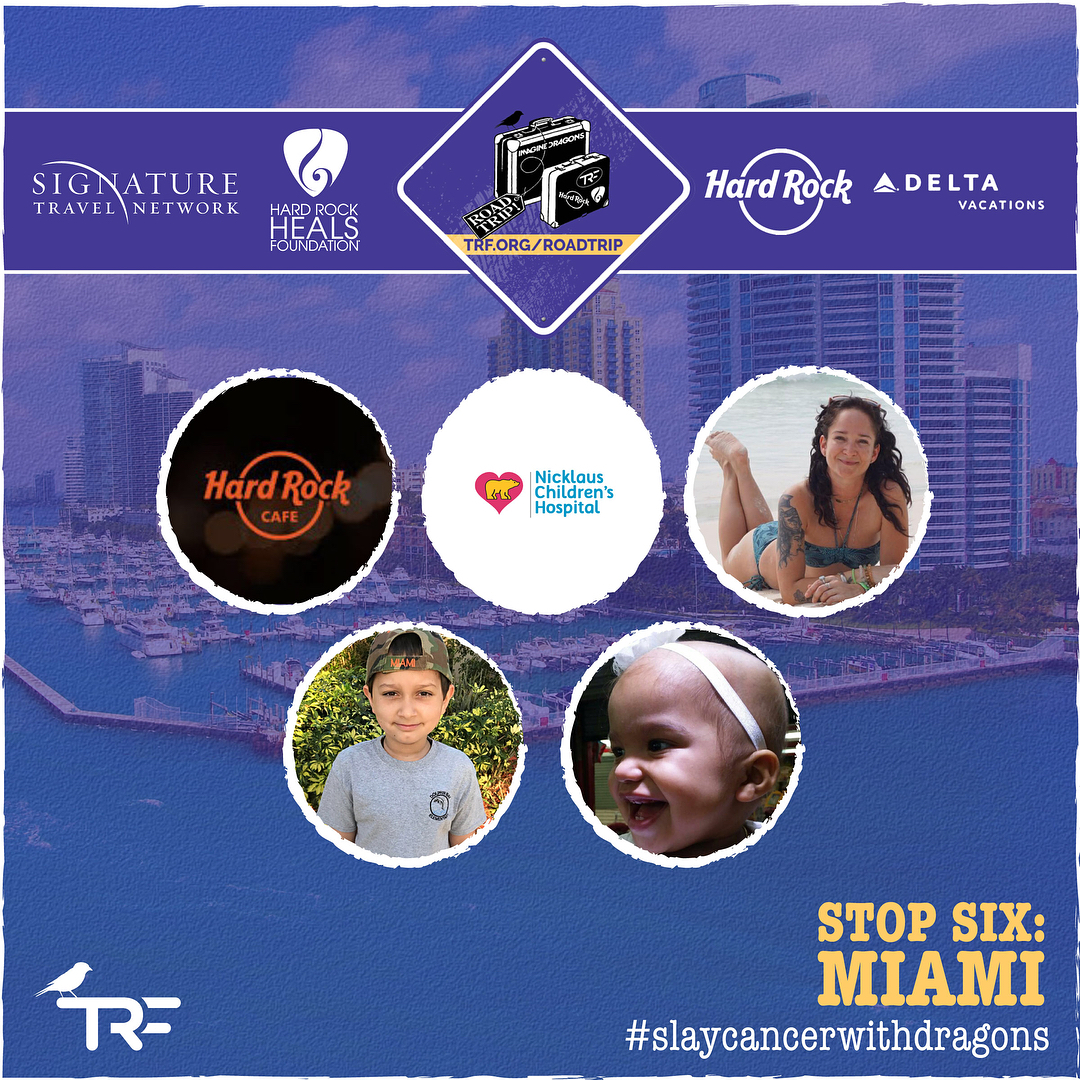 SIGNATURE
TRAVEL NETWORK
HARD ROCK
HEALS
FOUNDATION
IMAGINE DRAGONS
TRF
Hard Rock
ROAD
TRIP
TRF.ORG/ROADTRIP
Hard Rock
DELTA
VACATIONS
Hard Rock
CAFE
Nicklaus
Children's
Hospital
MIAMI
ELEMENTARY
STOP SIX:
MIAMI
TRF
#slaycancerwithdragons